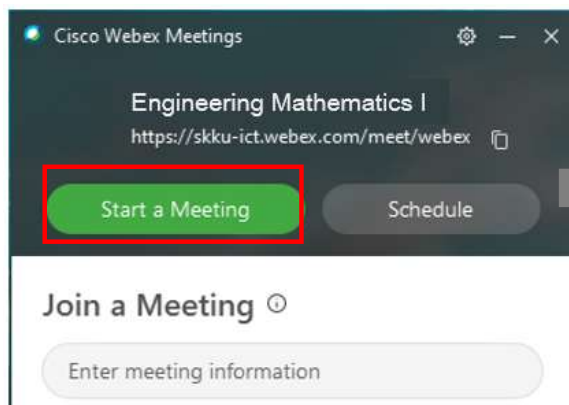 Cisco Webex Meetings
Engineering Mathematics I
https://skku-ict.webex.com/meet/webex
Start a Meeting
Schedule
Join a Meeting
Enter meeting information